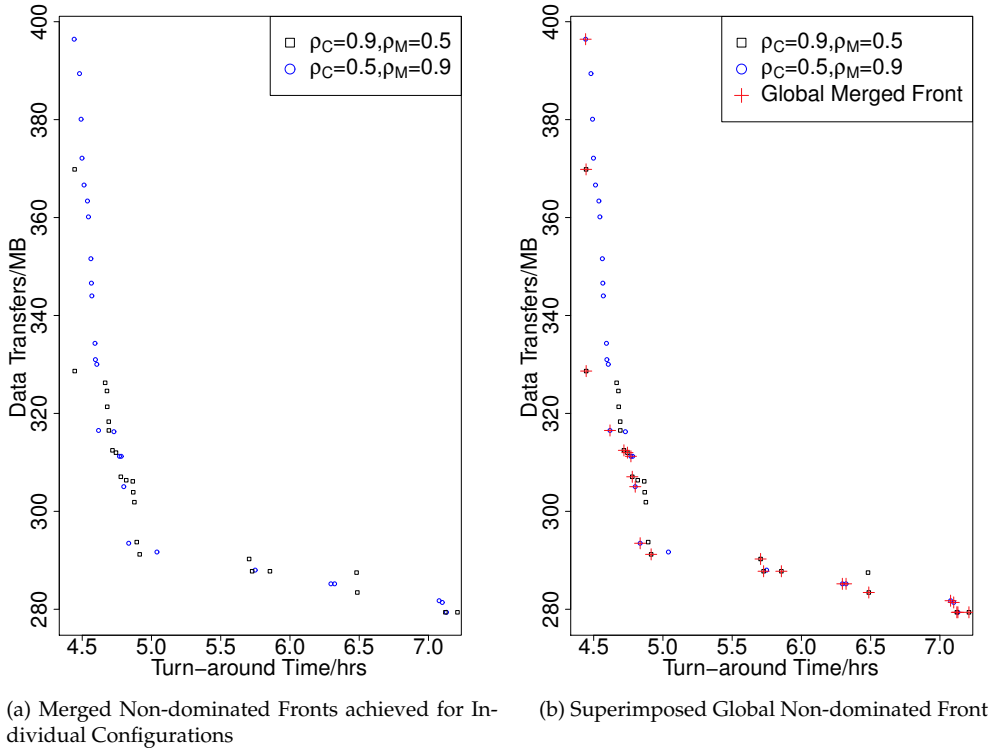 400
380
360
340
320
300
280
Data Transfers/MB
ρC=0.9,ρM=0.5
ρC=0.5,ρM=0.9
4.5 5.0 5.5 6.0 6.5 7.0
Turn−around Time/hrs
(a) Merged Non-dominated Fronts achieved for In-
dividual Configurations
400
380
360
340
320
300
280
Data Transfers/MB
ρC=0.9,ρM=0.5
ρC=0.5,ρM=0.9
Global Merged Front
4.5 5.0 5.5 6.0 6.5 7.0
Turn−around Time/hrs
(b) Superimposed Global Non-dominated Front